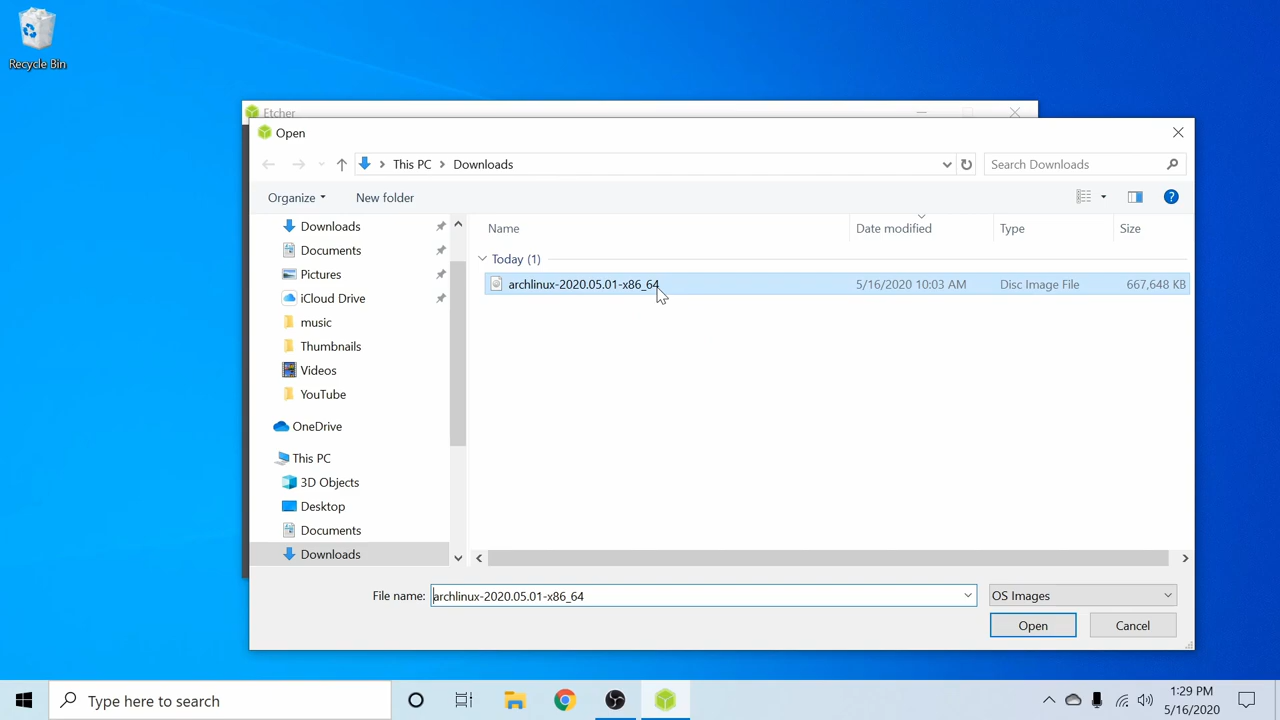 Recycle Bin
Etcher
Open
This PC
Downloads
Search Downloads
Organize
New folder
Downloads
Documents
Pictures
iCloud Drive
music
Thumbnails
Videos
YouTube
OneDrive
This PC
3D Objects
Desktop
Documents
Downloads
Name Date modified Type Size
Today (1)
archlinux-2020.05.01-x86_64 5/16/2020 10:03 AM Disc Image File 667,648 KB
File name: archlinux-2020.05.01-x86_64 OS Images
Open Cancel
Type here to search
1:29 PM
5/16/2020